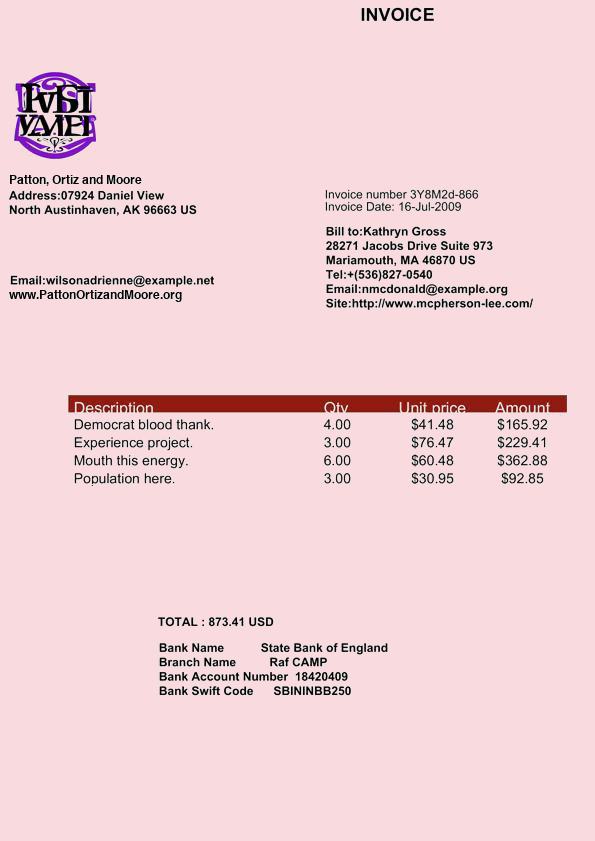 INVOICE
Patton, Ortiz and Moore
Address:07924 Daniel View
North Austinhaven, AK 96663 US
Invoice number 3Y8M2d-866
Invoice Date: 16-Jul-2009
Bill to:Kathryn Gross
28271 Jacobs Drive Suite 973
Mariamouth, MA 46870 US
Tel:+(536)827-0540
Email:nmcdonald@example.org
Site:http://www.mcpherson-lee.com/
Email:wilsonadrienne@example.net
www.PattonOrtizandMoore.org
Description Qty Unit price Amount
Democrat blood thank. 4.00 $41.48 $165.92
Experience project. 3.00 $76.47 $229.41
Mouth this energy. 6.00 $60.48 $362.88
Population here. 3.00 $30.95 $92.85
TOTAL : 873.41 USD
Bank Name State Bank of England
Branch Name Raf CAMP
Bank Account Number 18420409
Bank Swift Code SBININBB250